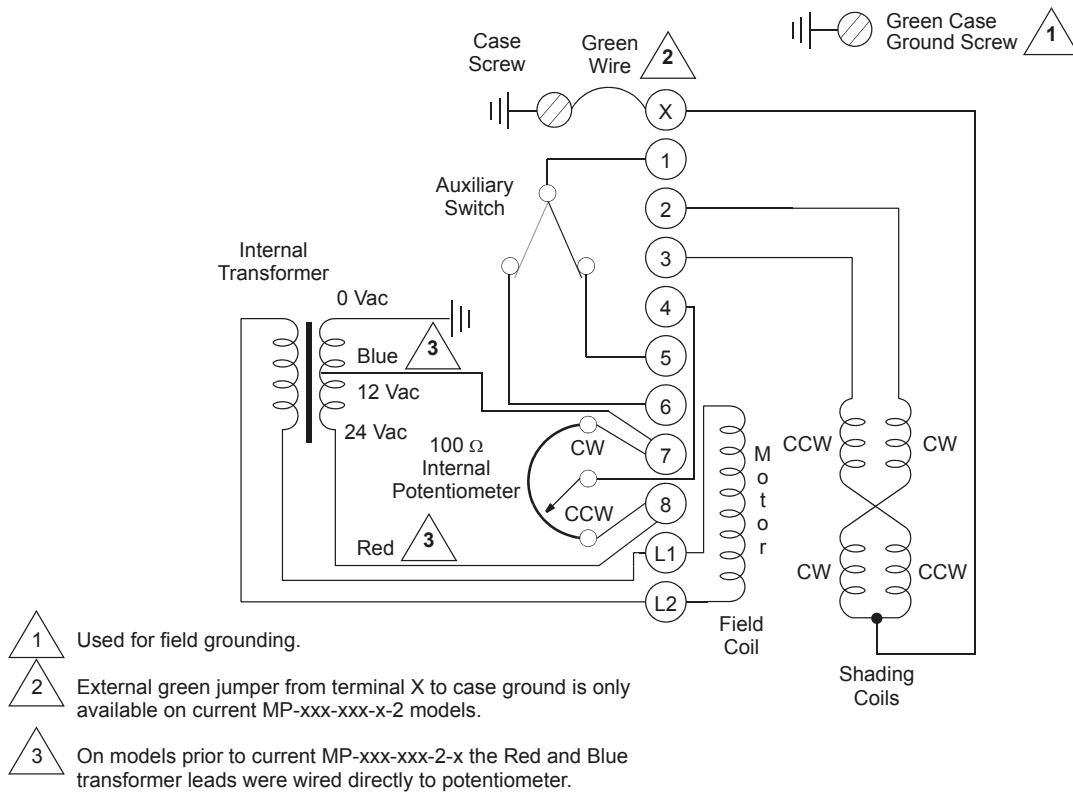 Green Case
Ground Screw
1
Case
Screw
Green
Wire
2
X
1
Auxiliary
Switch
2
3
Internal
Transformer
4
0 Vac
Blue
3
5
12 Vac
6
24 Vac
100 Ω
Internal
Potentiometer
CW
7
CCW
8
Motor
CCW
CW
Red
3
L1
CW
CCW
L2
Field
Coil
Shading
Coils
1
Used for field grounding.
2
External green jumper from terminal X to case ground is only
available on current MP-xxx-xxx-x-2 models.
3
On models prior to current MP-xxx-xxx-2-x the Red and Blue
transformer leads were wired directly to potentiometer.